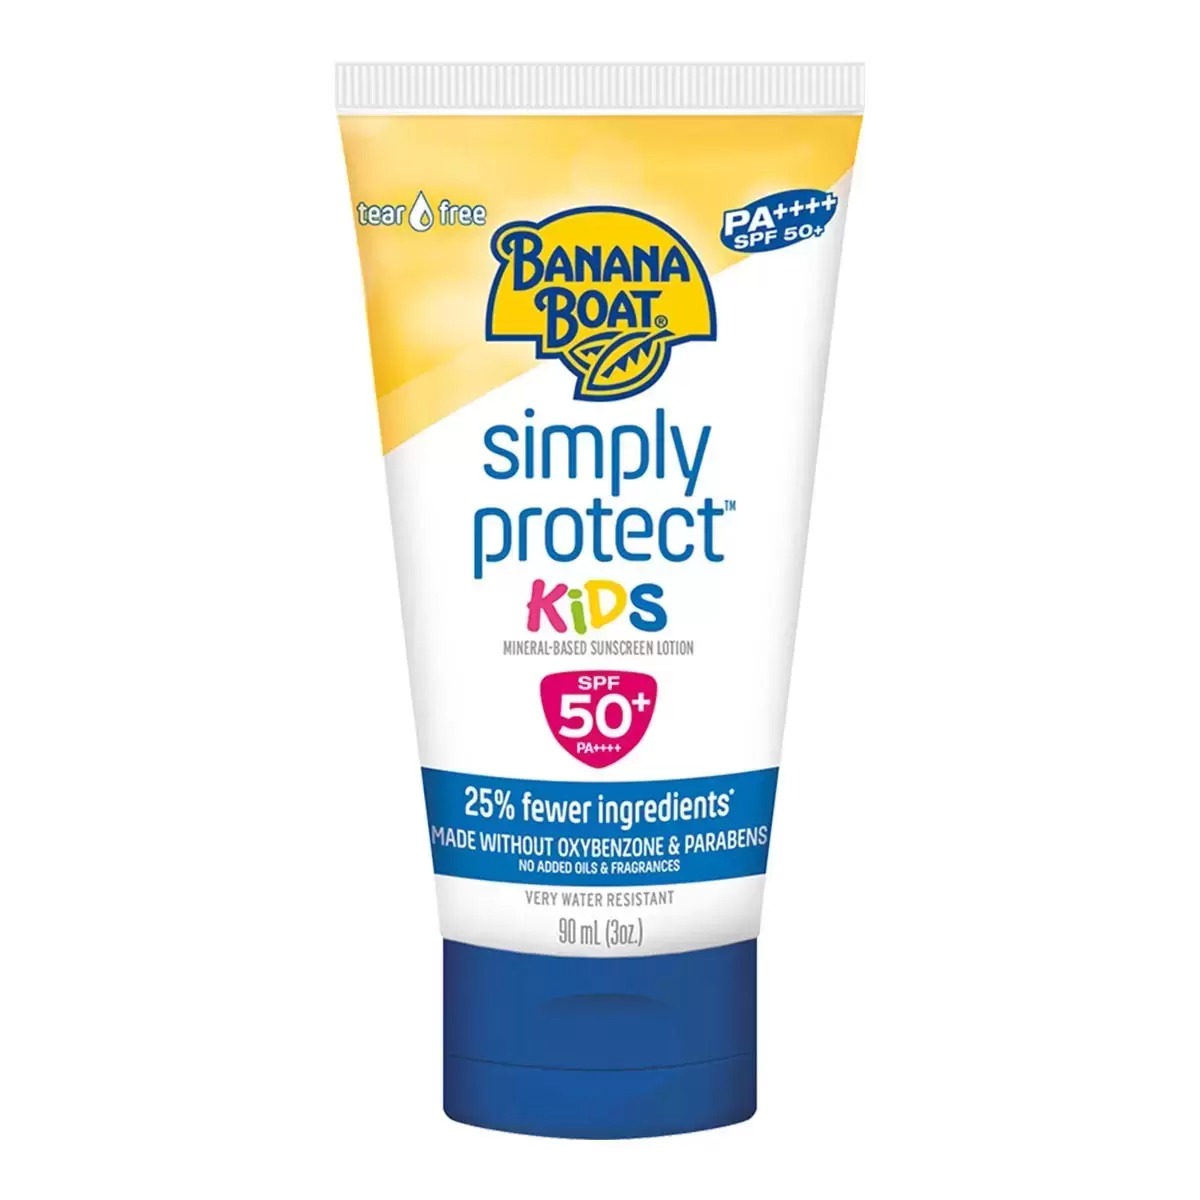 tear free
PA++++
SPF 50+
BANANA
BOAT®
simply
protect™
KiDS
MINERAL-BASED SUNSCREEN LOTION
SPF
50+
PA++++
25% fewer ingredients*
MADE WITHOUT OXYBENZONE & PARABENS
NO ADDED OILS & FRAGRANCES
VERY WATER RESISTANT
90 mL (3oz.)